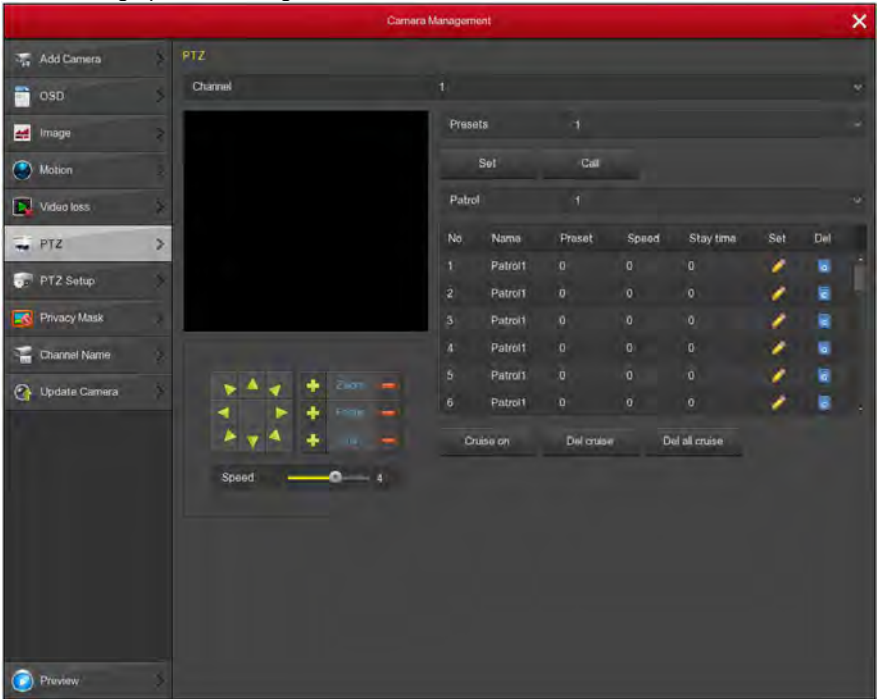 Camera Management
Add Camera
OSD
Image
Motion
Video loss
PTZ
PTZ Setup
Privacy Mask
Channel Name
Update Camera
Preview
PTZ
Channel 1
Presets 1
Set Call
Patrol 1
No Name Preset Speed Stay time Set Del
1 Patrol1 0 0 0
2 Patrol1 0 0 0
3 Patrol1 0 0 0
4 Patrol1 0 0 0
5 Patrol1 0 0 0
6 Patrol1 0 0 0
Cruise on Del cruise Del all cruise
Zoom
Speed 4